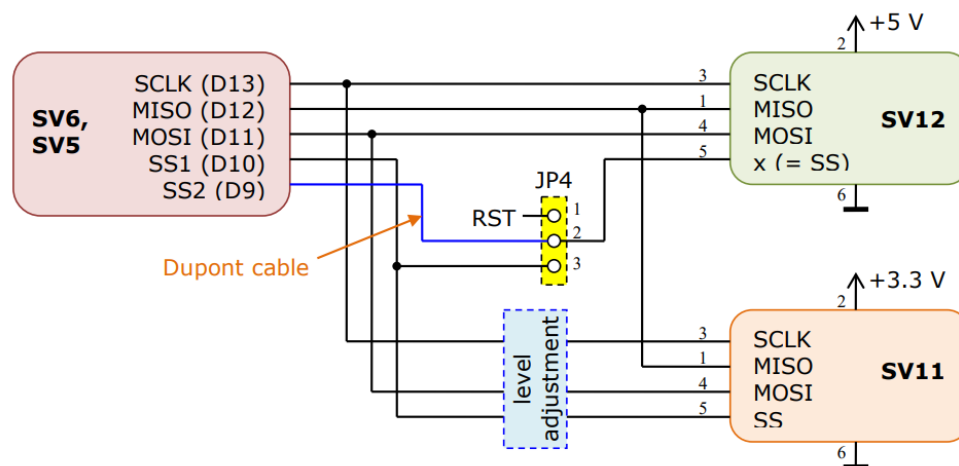 +5 V
2
SV6,
SV5
SCLK (D13)
MISO (D12)
MOSI (D11)
SS1 (D10)
SS2 (D9)
3
1
4
5
SCLK
MISO
MOSI
x (= SS)
SV12
6
JP4
RST
1
2
3
Dupont cable
+3.3 V
2
level
adjustment
3
1
4
5
SCLK
MISO
MOSI
SS
SV11
6